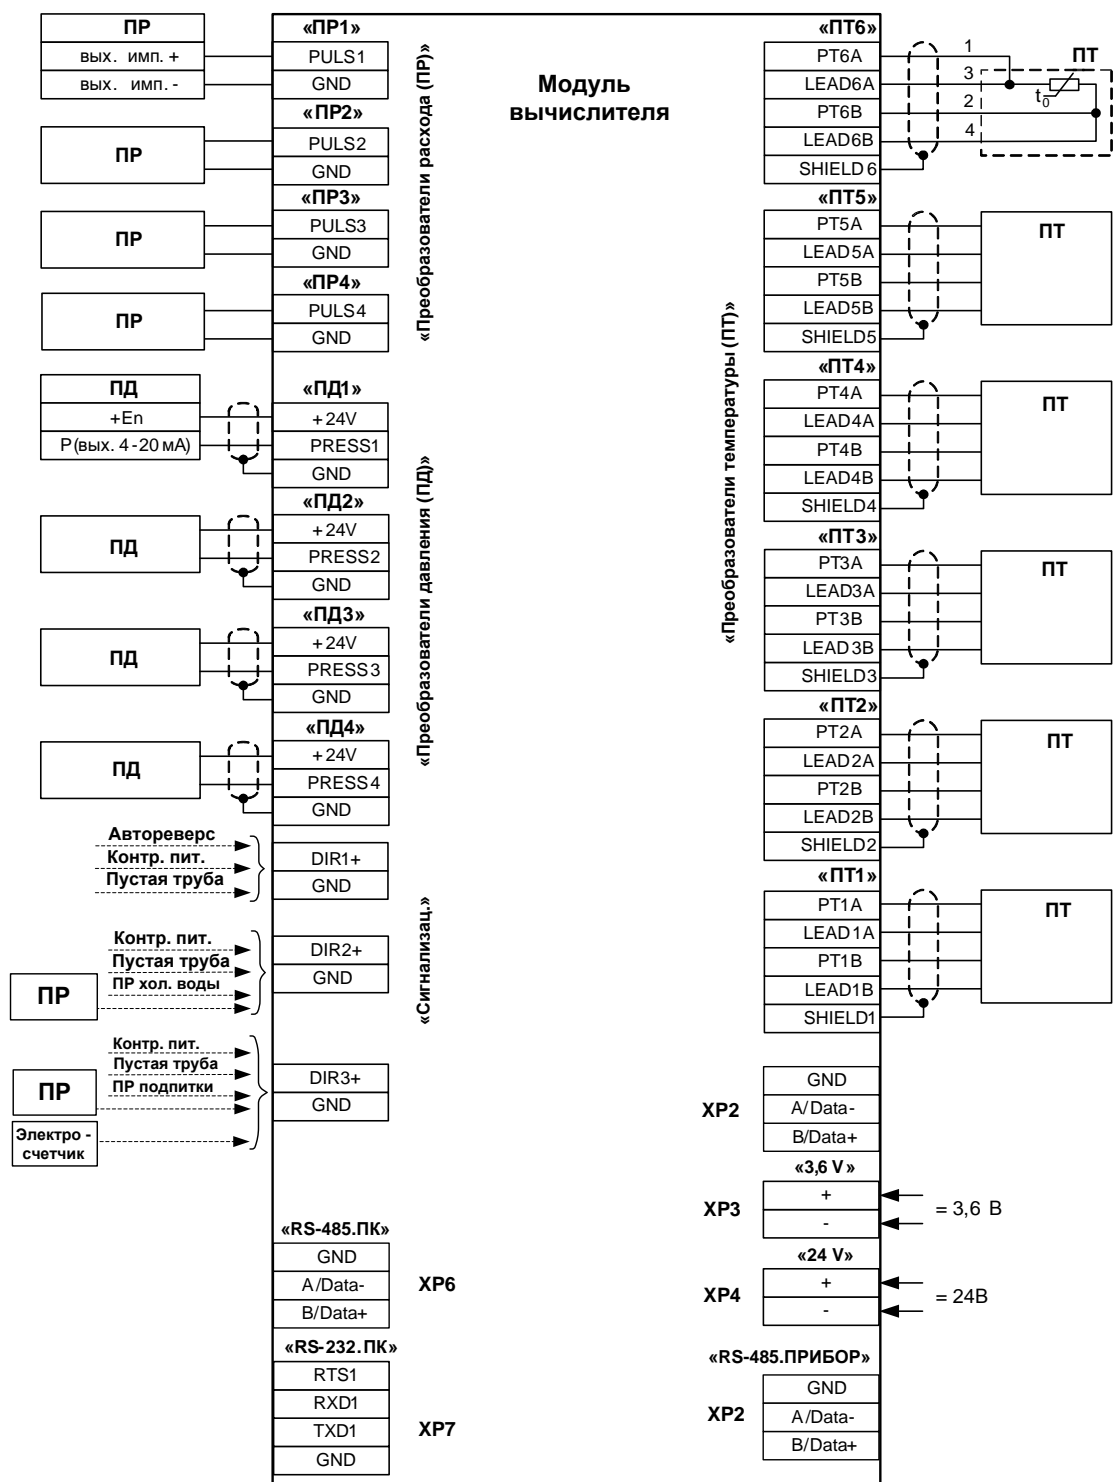 ПР
вых. имп. +
вых. имп. -
«ПР1»
PULS1
GND
«ПР2»
ПР
PULS2
GND
«ПР3»
ПР
PULS3
GND
«ПР4»
ПР
PULS4
GND
«Преобразователи расхода (ПР)»
ПД
+En
P(вых. 4-20 мА)
«ПД1»
+24V
PRESS1
GND
«ПД2»
ПД
+24V
PRESS2
GND
«ПД3»
ПД
+24V
PRESS3
GND
«ПД4»
ПД
+24V
PRESS4
GND
«Преобразователи давления (ПД)»
Автореверс
Контр. пит.
Пустая труба
DIR1+
GND
Контр. пит.
Пустая труба
ПР хол. воды
ПР
DIR2+
GND
Контр. пит.
Пустая труба
ПР подпитки
ПР
Электро -
счетчик
DIR3+
GND
«Сигнализац.»
«RS-485.ПК»
GND
A/Data-
B/Data+
XP6
«RS-232.ПК»
RTS1
RXD1
TXD1
GND
XP7
Модуль
вычислителя
«ПТ6»
PT6A
LEAD6A
PT6B
LEAD6B
SHIELD6
1
3
2
4
ПТ
t0
«ПТ5»
PT5A
LEAD5A
PT5B
LEAD5B
SHIELD5
ПТ
«ПТ4»
PT4A
LEAD4A
PT4B
LEAD4B
SHIELD4
ПТ
«ПТ3»
PT3A
LEAD3A
PT3B
LEAD3B
SHIELD3
ПТ
«ПТ2»
PT2A
LEAD2A
PT2B
LEAD2B
SHIELD2
ПТ
«ПТ1»
PT1A
LEAD1A
PT1B
LEAD1B
SHIELD1
ПТ
«Преобразователи температуры (ПТ)»
XP2
GND
A/Data-
B/Data+
«3,6 V»
XP3
+
-
= 3,6 В
«24 V»
XP4
+
-
= 24В
«RS-485.ПРИБОР»
XP2
GND
A/Data-
B/Data+